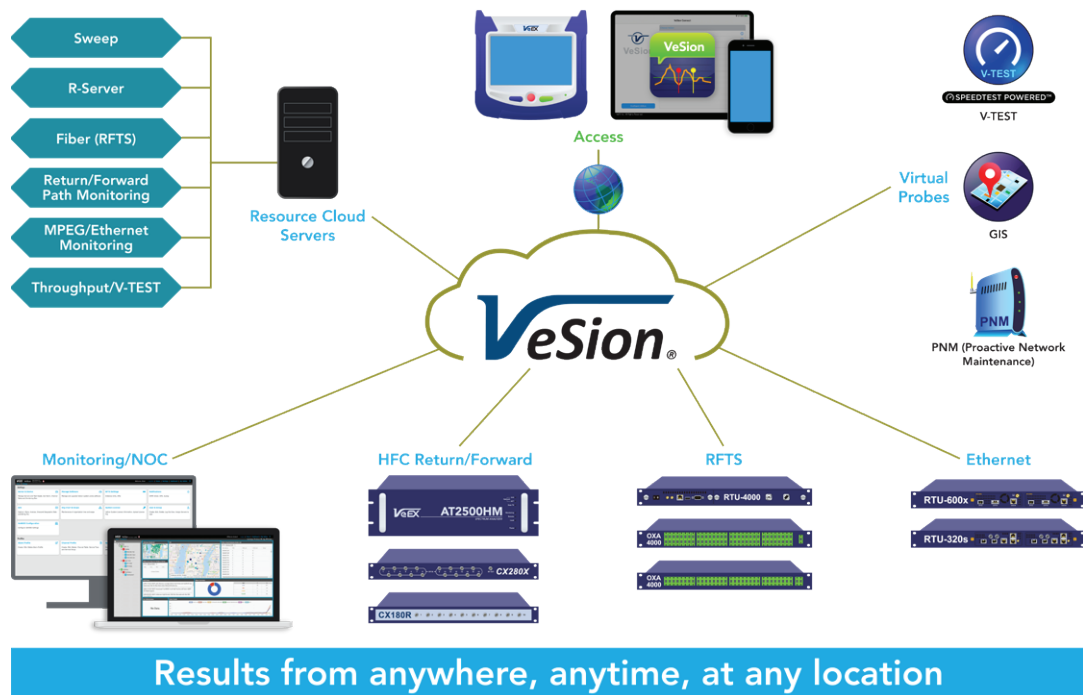 Sweep
R-Server
Fiber (RFTS)
Return/Forward
Path Monitoring
MPEG/Ethernet
Monitoring
Throughput/V-TEST
Resource Cloud
Servers
VeEX
VeSion
VeSion
Access
V-TEST
SPEEDTEST POWERED™
V-TEST
Virtual
Probes
GIS
PNM
PNM (Proactive Network
Maintenance)
VeSion®
Monitoring/NOC
HFC Return/Forward
VeEX
AT2500HM
CX280X
CX180R
RFTS
RTU-4000
OXA
4000
OXA
4000
Ethernet
RTU-600x
RTU-320s
Results from anywhere, anytime, at any location